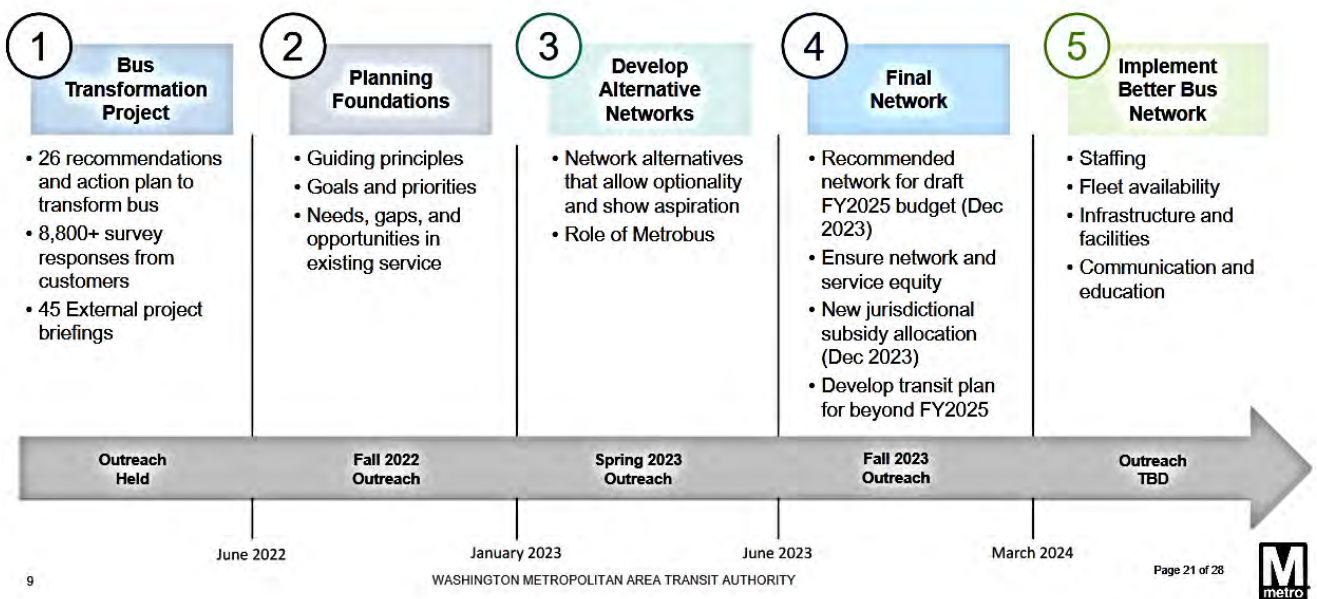 1
Bus
Transformation
Project
• 26 recommendations
and action plan to
transform bus
• 8,800+ survey
responses from
customers
• 45 External project
briefings
2
Planning
Foundations
• Guiding principles
• Goals and priorities
• Needs, gaps, and
opportunities in
existing service
3
Develop
Alternative
Networks
• Network alternatives
that allow optionality
and show aspiration
• Role of Metrobus
4
Final
Network
• Recommended
network for draft
FY2025 budget (Dec
2023)
• Ensure network and
service equity
• New jurisdictional
subsidy allocation
(Dec 2023)
• Develop transit plan
for beyond FY2025
5
Implement
Better Bus
Network
• Staffing
• Fleet availability
• Infrastructure and
facilities
• Communication and
education
Outreach
Held
Fall 2022
Outreach
Spring 2023
Outreach
Fall 2023
Outreach
Outreach
TBD
June 2022
January 2023
June 2023
March 2024
9
WASHINGTON METROPOLITAN AREA TRANSIT AUTHORITY
Page 21 of 28
M
metro